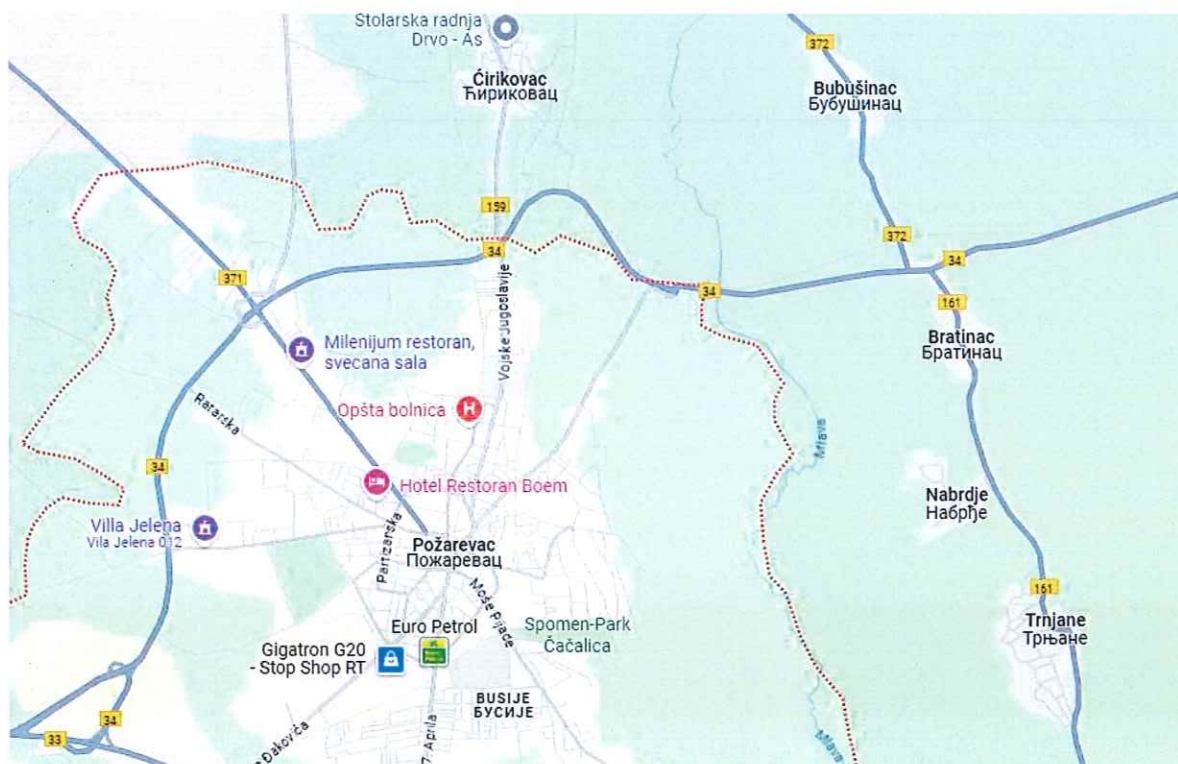 Stolarska radnja
Drvo - As
372
Ćirikovac
Ћириковац
Bubušinac
Бубушинац
159
34
372
34
371
34
161
Vojske Jugoslavije
Milenijum restoran,
svecana sala
Bratinac
Братинац
Opšta bolnica
Ratarska
Mlava
34
Hotel Restoran Boem
Nabrdje
Набрђе
Villa Jelena
Vila Jelena 012
Partizarska
Požarevac
Пожаревац
Moše Pijade
161
Euro Petrol
Spomen-Park
Čačalica
Trnjane
Трњане
Gigatron G20
- Stop Shop RT
BUSIJE
БУСИЈЕ
34
33
Đakovića
7. Aprila
Mlava